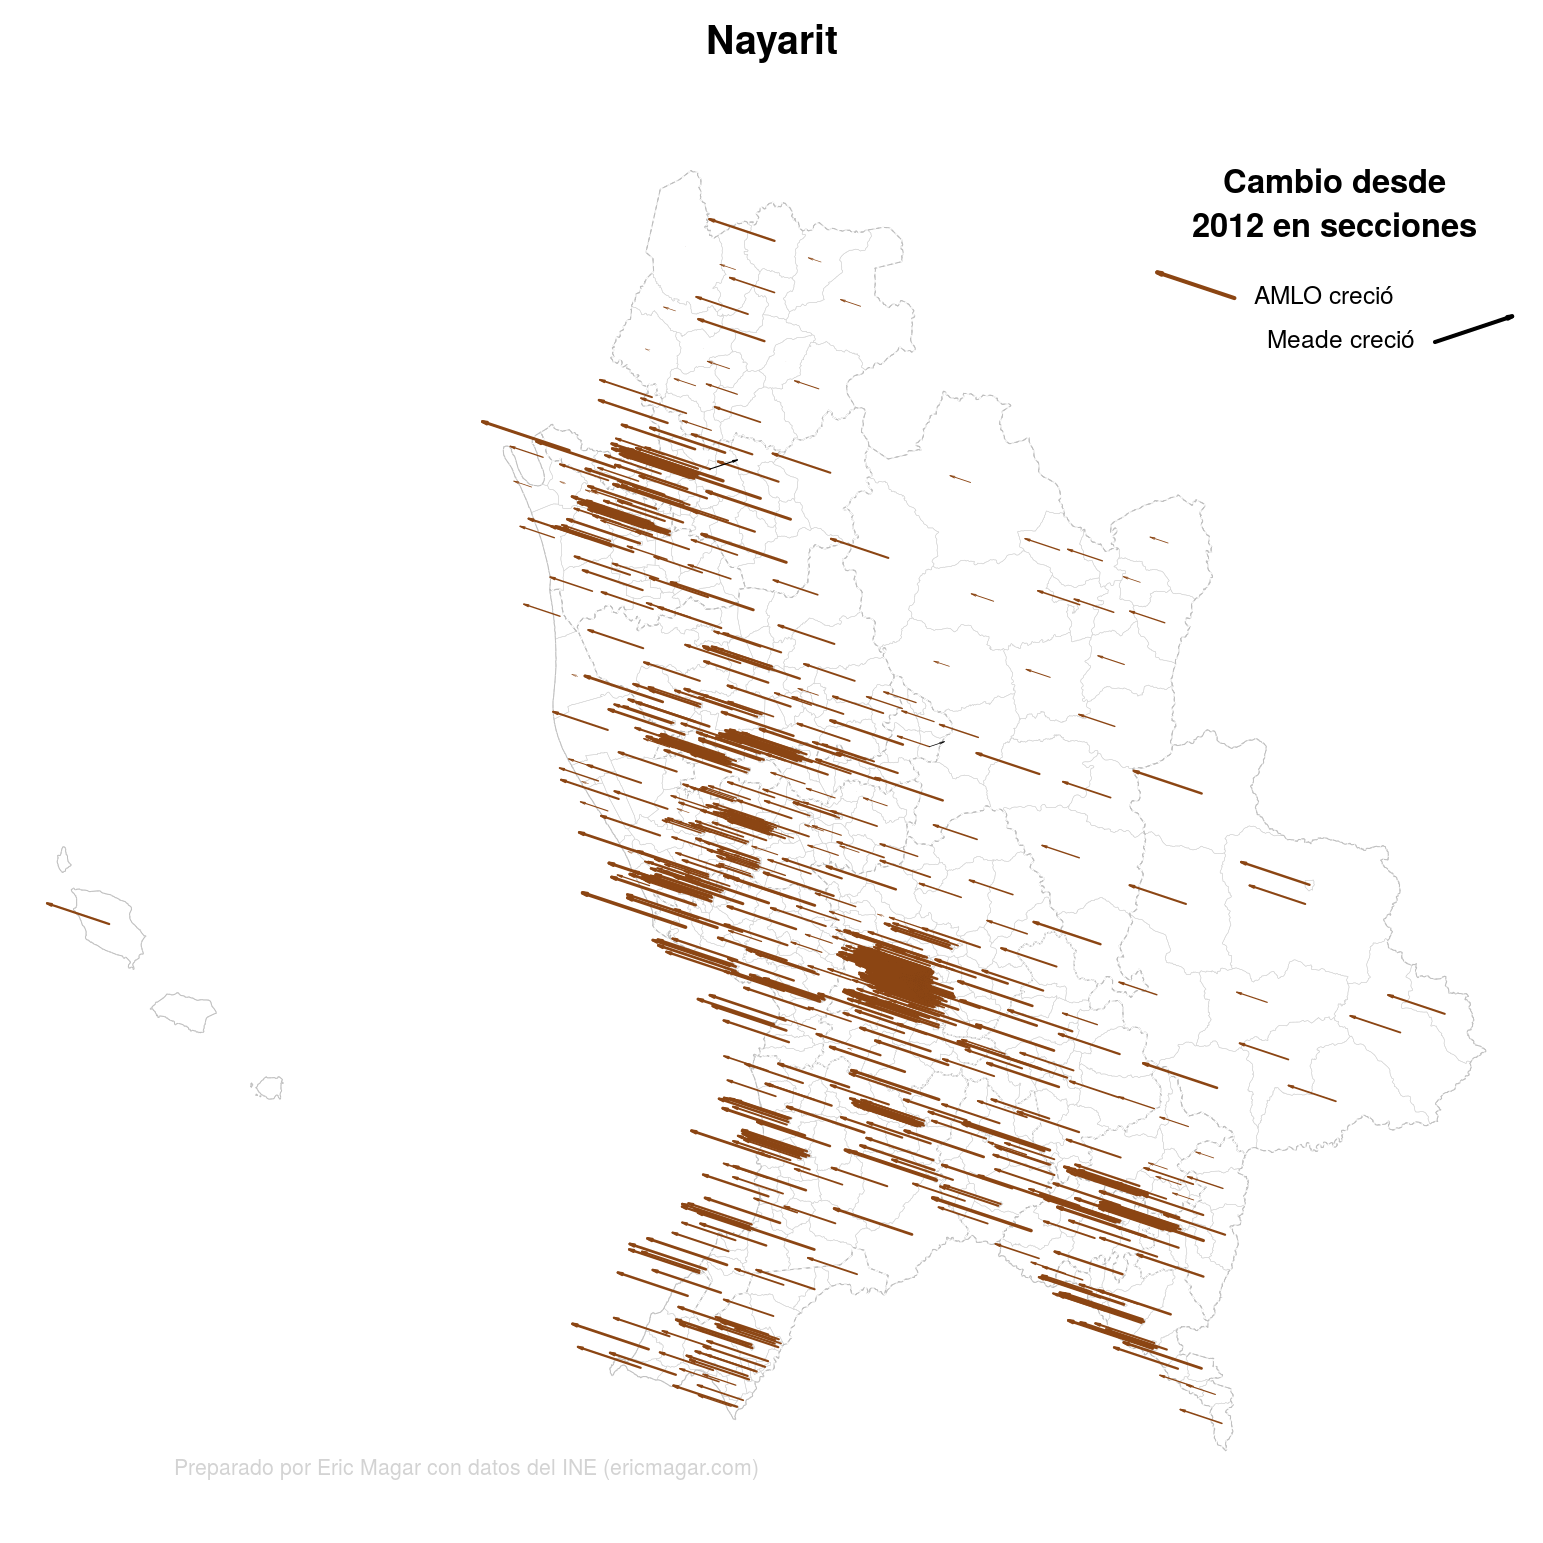 Nayarit
Cambio desde
2012 en secciones
AMLO creció
Meade creció
Preparado por Eric Magar con datos del INE (ericmagar.com)